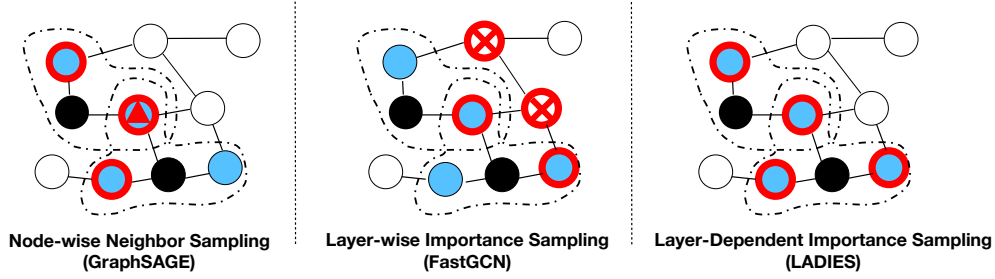 Node-wise Neighbor Sampling
(GraphSAGE)
Layer-wise Importance Sampling
(FastGCN)
Layer-Dependent Importance Sampling
(LADIES)